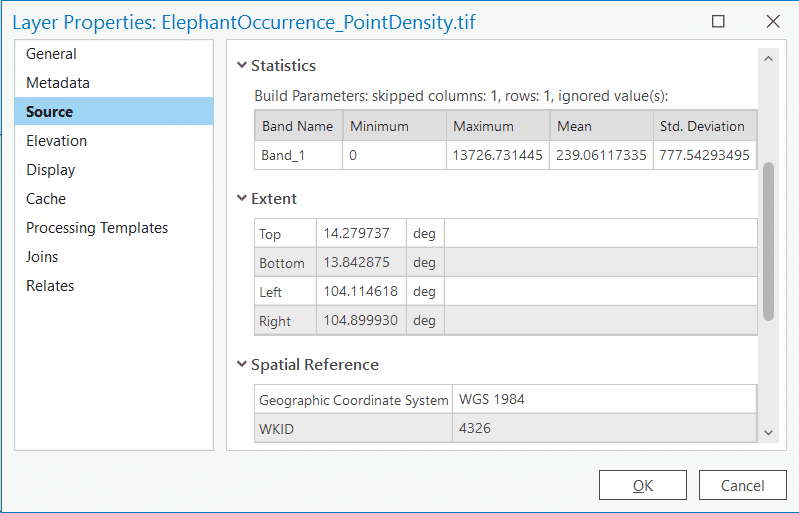 Layer Properties: ElephantOccurrence_PointDensity.tif
General
Metadata
Source
Elevation
Display
Cache
Processing Templates
Joins
Relates
Statistics
Build Parameters: skipped columns: 1, rows: 1, ignored value(s):
Band Name Minimum Maximum Mean Std. Deviation
Band_1 0 13726.731445 239.06117335 777.54293495
Extent
Top 14.279737 deg
Bottom 13.842875 deg
Left 104.114618 deg
Right 104.899930 deg
Spatial Reference
Geographic Coordinate System WGS 1984
WKID 4326
OK Cancel